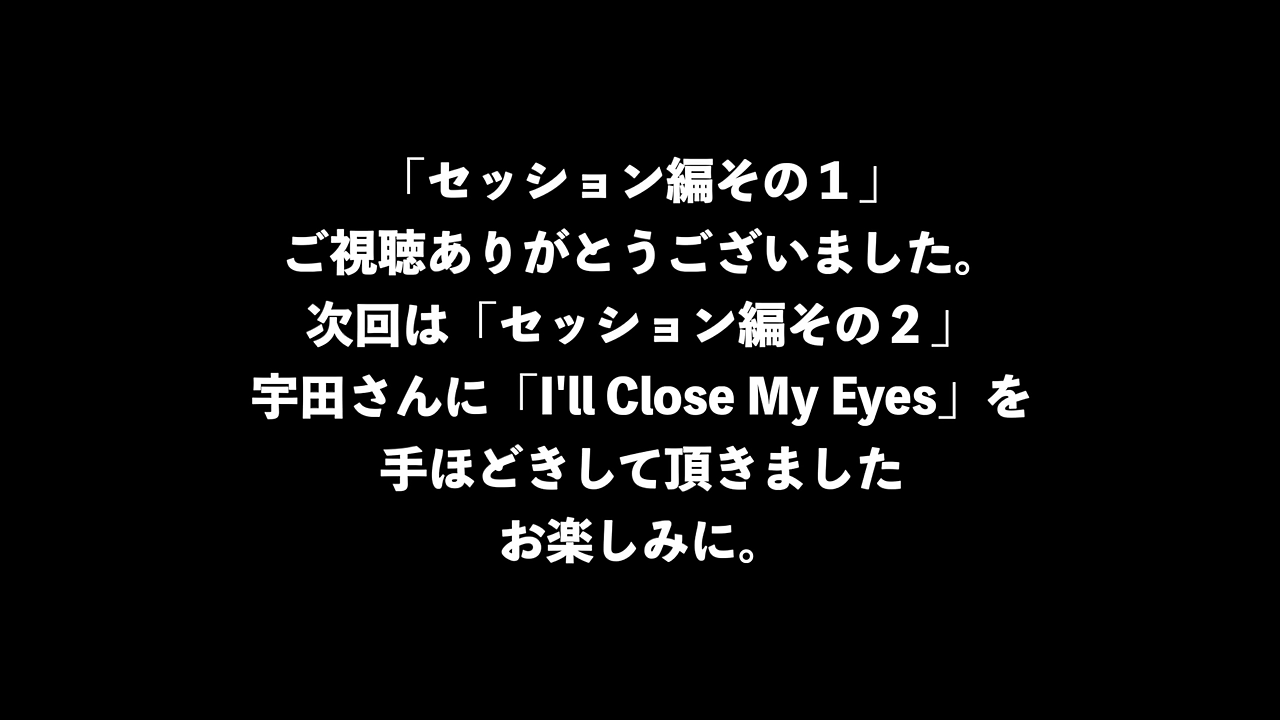 「セッション編その１」
ご視聴ありがとうございました。
次回は「セッション編その２」
宇田さんに「I'll Close My Eyes」を
手ほどきして頂きました
お楽しみに。